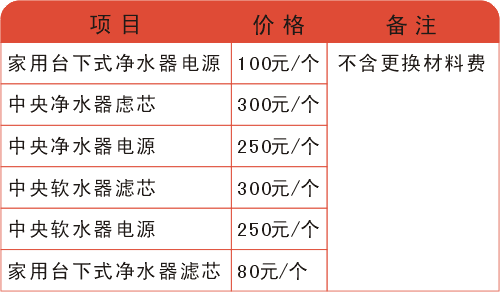 项目 价格 备注
家用台下式净水器电源 100元/个 不含更换材料费
中央净水器虑芯 300元/个
中央净水器电源 250元/个
中央软水器滤芯 300元/个
中央软水器电源 250元/个
家用台下式净水器滤芯 80元/个